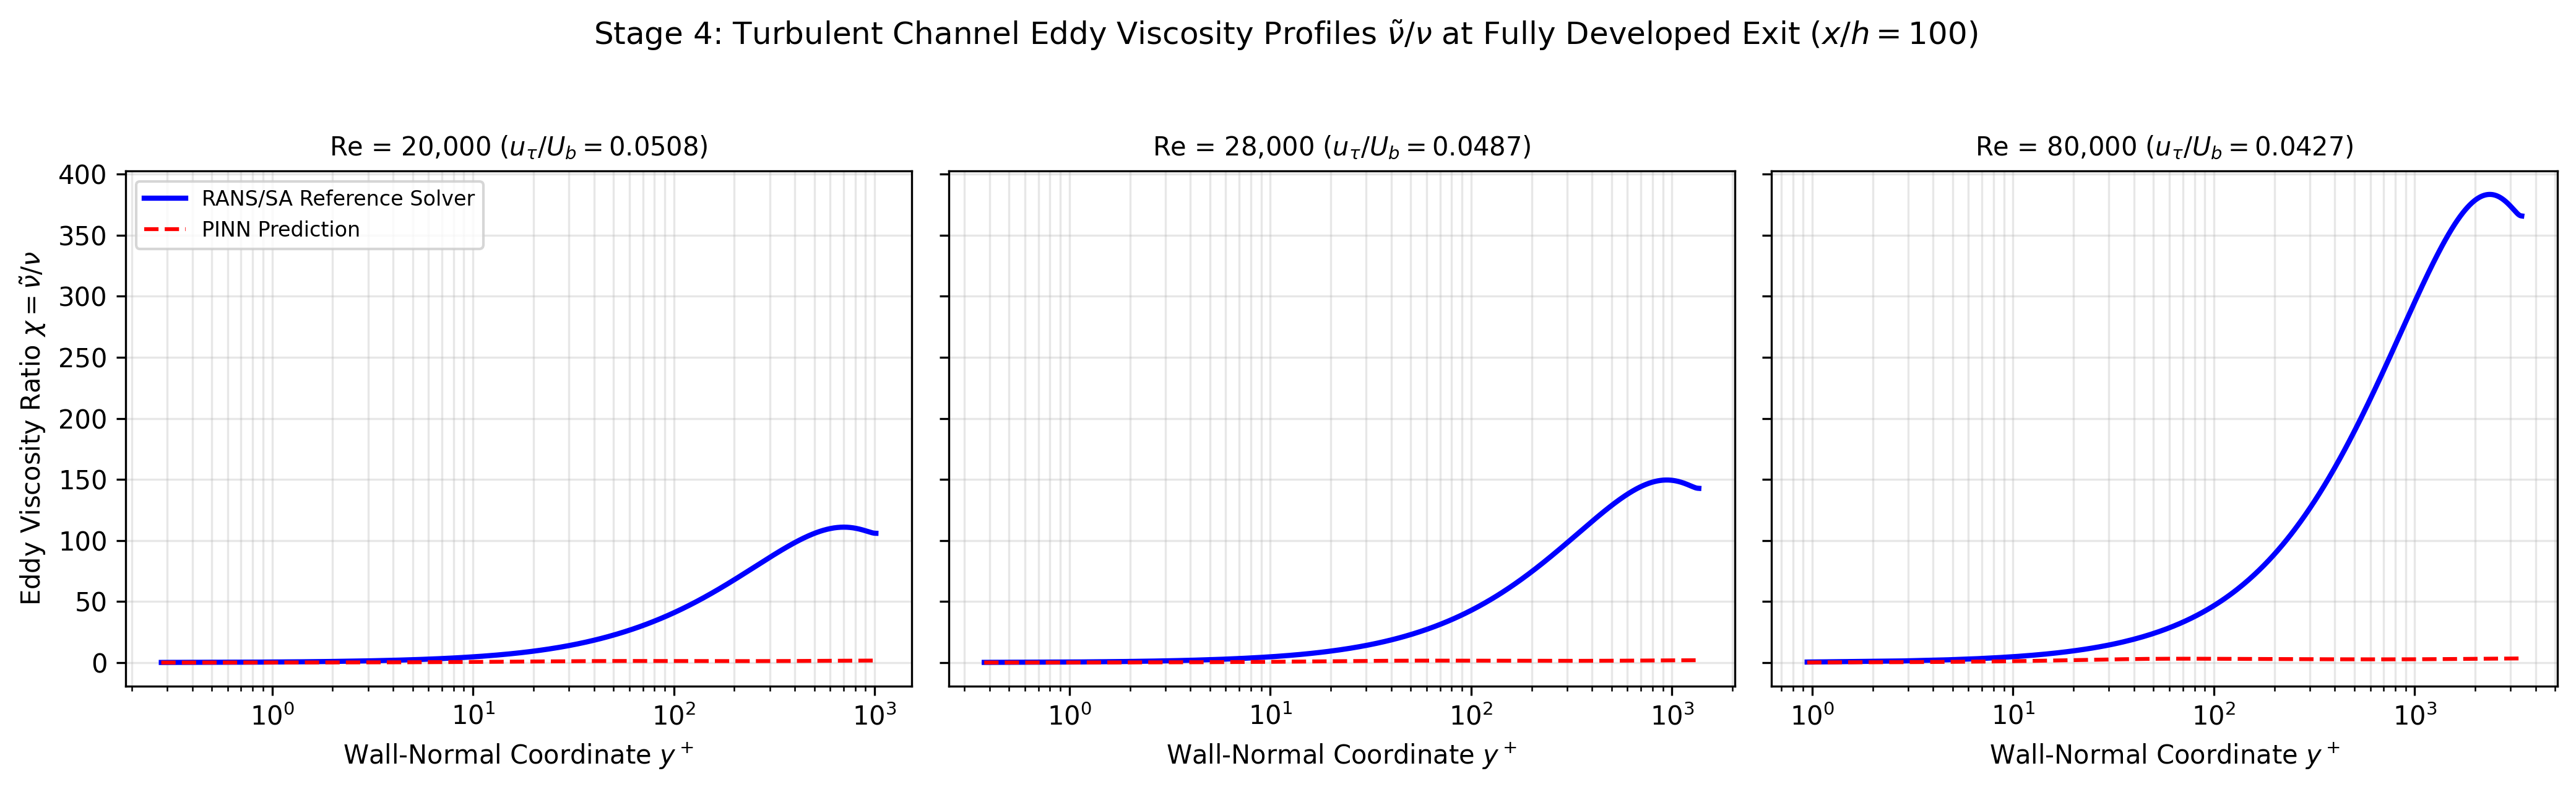 Stage 4: Turbulent Channel Eddy Viscosity Profiles ν̃/ν at Fully Developed Exit (x/h = 100)
Re = 20,000 (u_τ/U_b = 0.0508)
Re = 28,000 (u_τ/U_b = 0.0487)
Re = 80,000 (u_τ/U_b = 0.0427)
RANS/SA Reference Solver
PINN Prediction
Eddy Viscosity Ratio χ = ν̃/ν
400
350
300
250
200
150
100
50
0
10⁰ 10¹ 10² 10³
10⁰ 10¹ 10² 10³
10⁰ 10¹ 10² 10³
Wall-Normal Coordinate y⁺
Wall-Normal Coordinate y⁺
Wall-Normal Coordinate y⁺